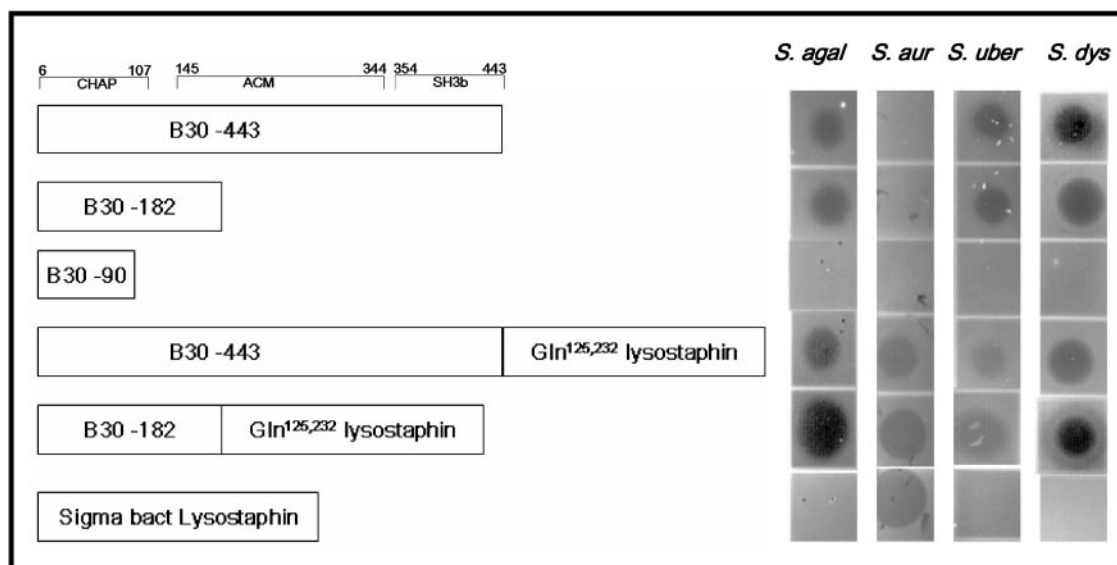 S. agal S. aur S. uber S. dys
6 107 145 344 354 443
CHAP ACM SH3b
B30 -443
B30 -182
B30 -90
B30 -443 Gln¹²⁵,²³² lysostaphin
B30 -182 Gln¹²⁵,²³² lysostaphin
Sigma bact Lysostaphin